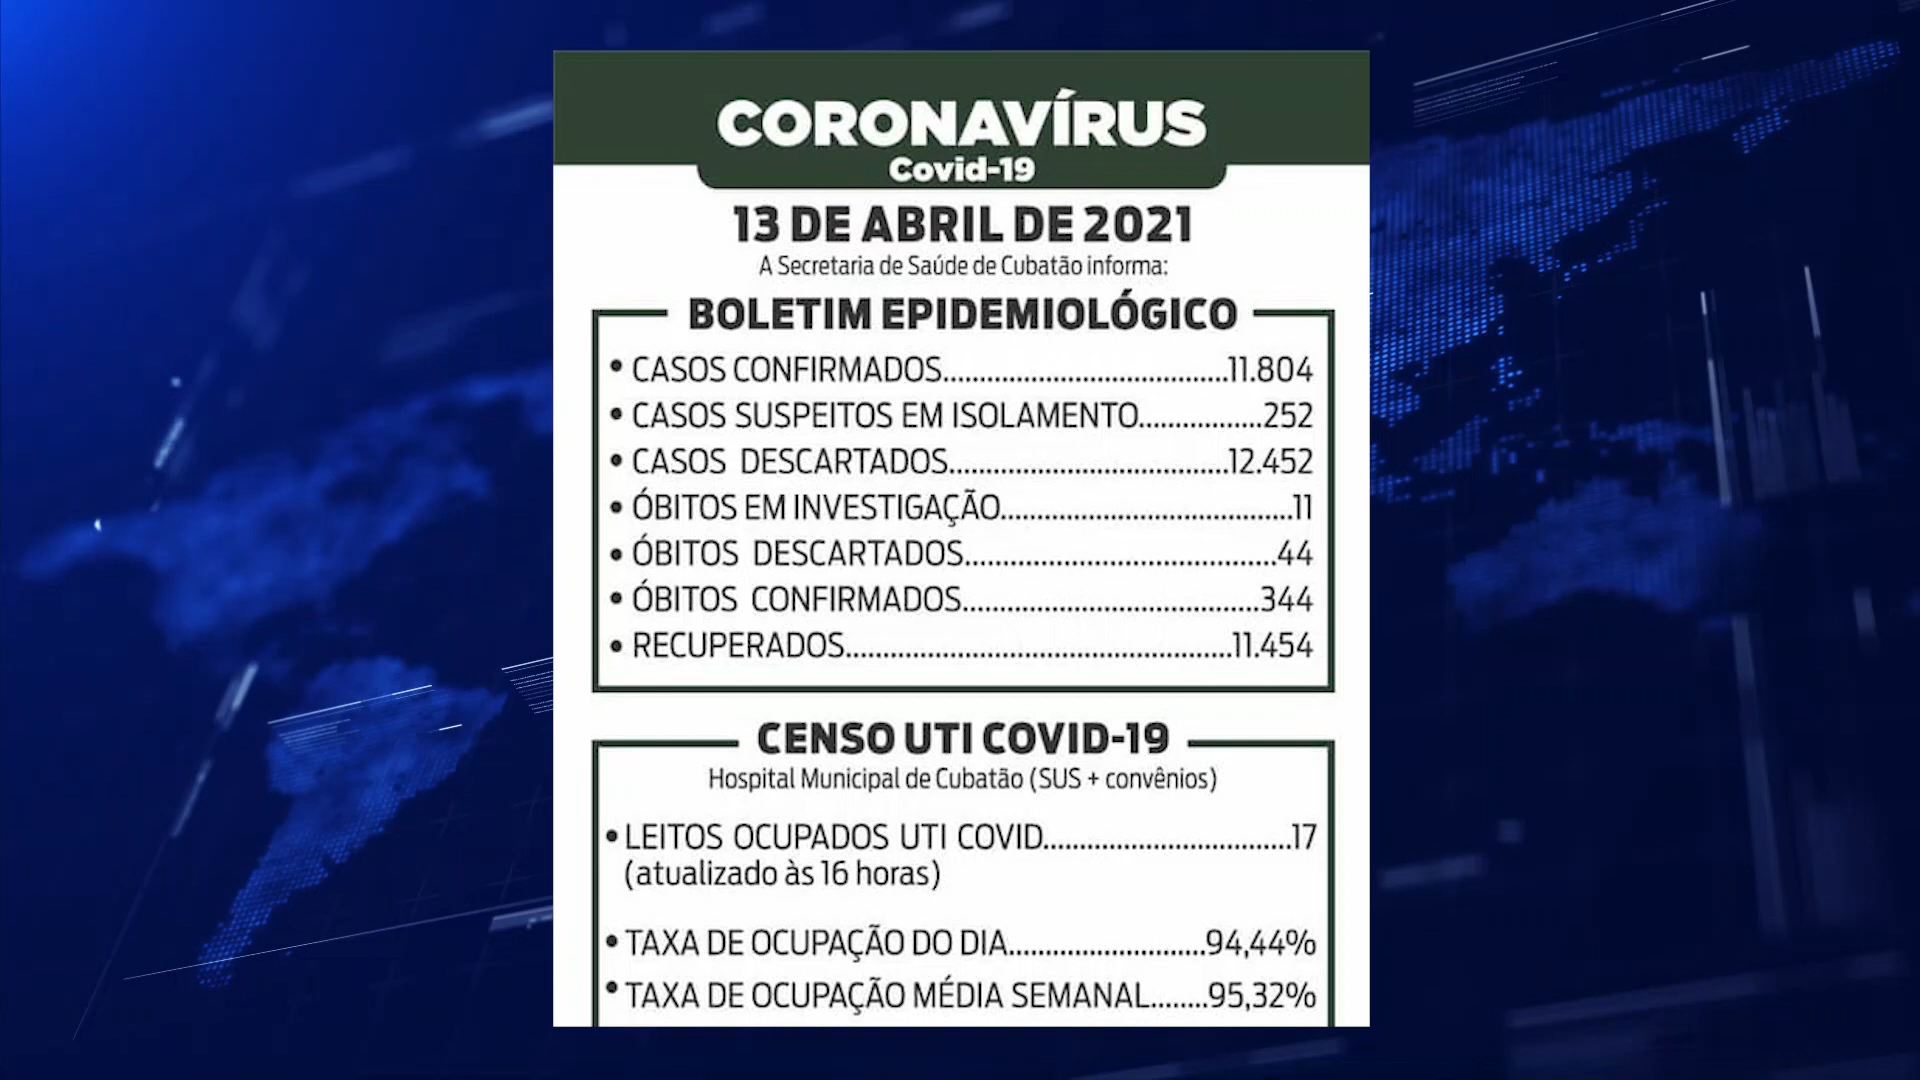 CORONAVÍRUS
Covid-19
13 DE ABRIL DE 2021
A Secretaria de Saúde de Cubatão informa:
BOLETIM EPIDEMIOLÓGICO
• CASOS CONFIRMADOS.......................................11.804
• CASOS SUSPEITOS EM ISOLAMENTO.................252
• CASOS DESCARTADOS......................................12.452
• ÓBITOS EM INVESTIGAÇÃO........................................11
• ÓBITOS DESCARTADOS...........................................44
• ÓBITOS CONFIRMADOS.........................................344
• RECUPERADOS.....................................................11.454
CENSO UTI COVID-19
Hospital Municipal de Cubatão (SUS + convênios)
• LEITOS OCUPADOS UTI COVID..................................17
(atualizado às 16 horas)
• TAXA DE OCUPAÇÃO DO DIA...........................94,44%
• TAXA DE OCUPAÇÃO MÉDIA SEMANAL........95,32%